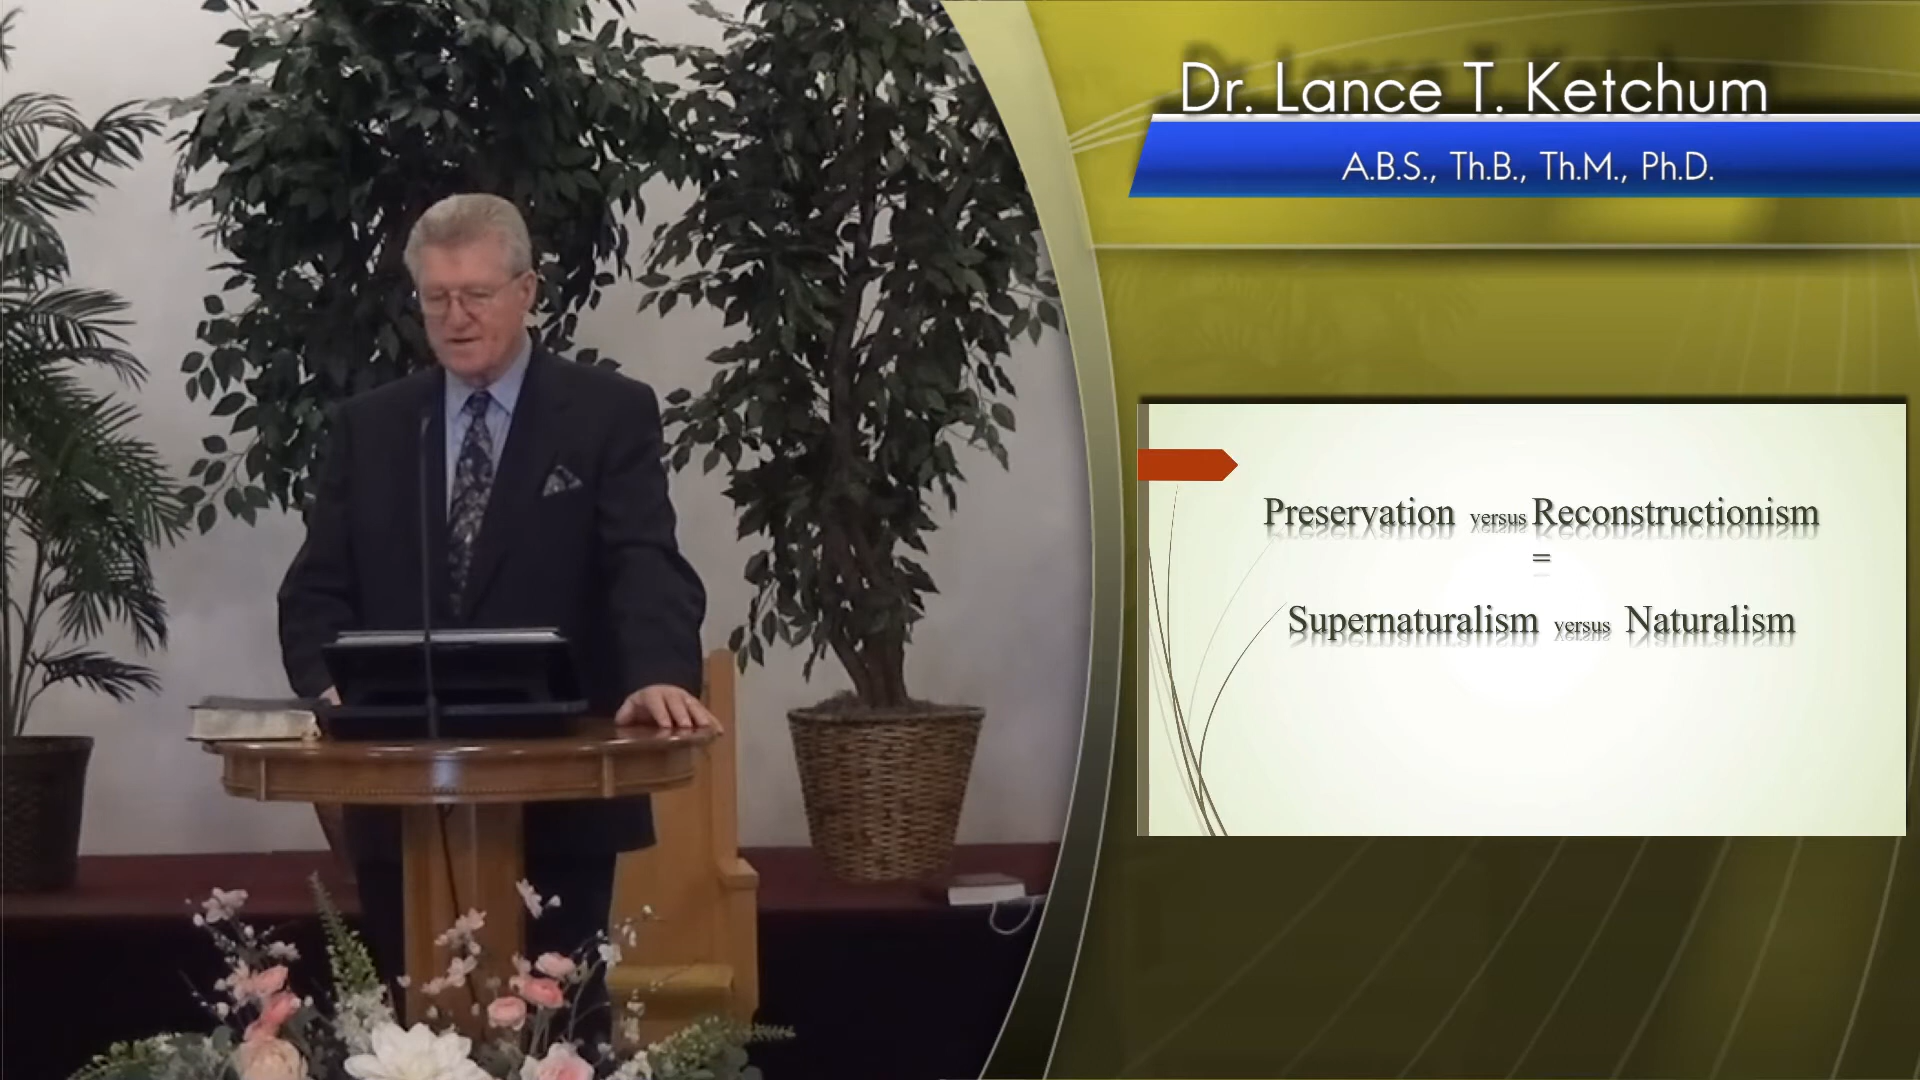 Dr. Lance T. Ketchum
A.B.S., Th.B., Th.M., Ph.D.
Preservation versus Reconstructionism
=
Supernaturalism versus Naturalism